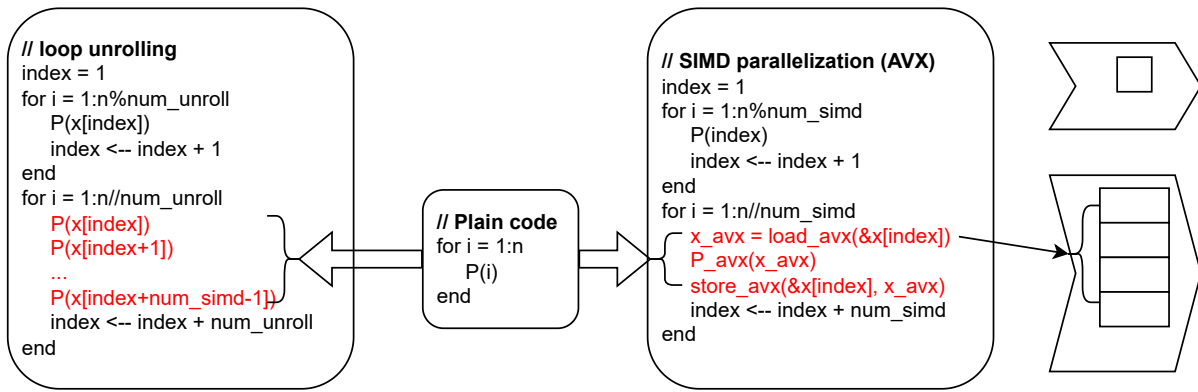 // loop unrolling
index = 1
for i = 1:n%num_unroll
P(x[index])
index <-- index + 1
end
for i = 1:n//num_unroll
P(x[index])
P(x[index+1])
...
P(x[index+num_simd-1])
index <-- index + num_unroll
end
// Plain code
for i = 1:n
P(i)
end
// SIMD parallelization (AVX)
index = 1
for i = 1:n%num_simd
P(index)
index <-- index + 1
end
for i = 1:n//num_simd
x_avx = load_avx(&x[index])
P_avx(x_avx)
store_avx(&x[index], x_avx)
index <-- index + num_simd
end